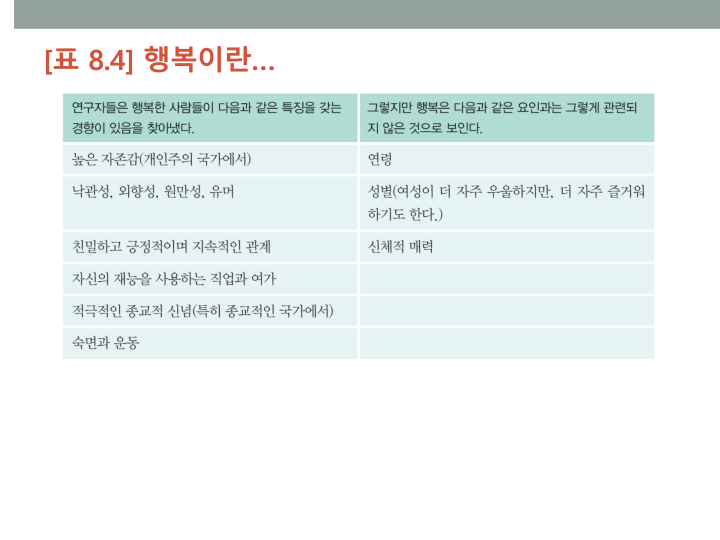 [표 8.4] 행복이란...
연구자들은 행복한 사람들이 다음과 같은 특징을 갖는
경향이 있음을 찾아냈다.
그렇지만 행복은 다음과 같은 요인과는 그렇게 관련되
지 않은 것으로 보인다.
높은 자존감(개인주의 국가에서)
연령
낙관성, 외향성, 원만성, 유머
성별(여성이 더 자주 우울하지만, 더 자주 즐거워
하기도 한다.)
친밀하고 긍정적이며 지속적인 관계
신체적 매력
자신의 재능을 사용하는 직업과 여가
적극적인 종교적 신념(특히 종교적인 국가에서)
숙면과 운동